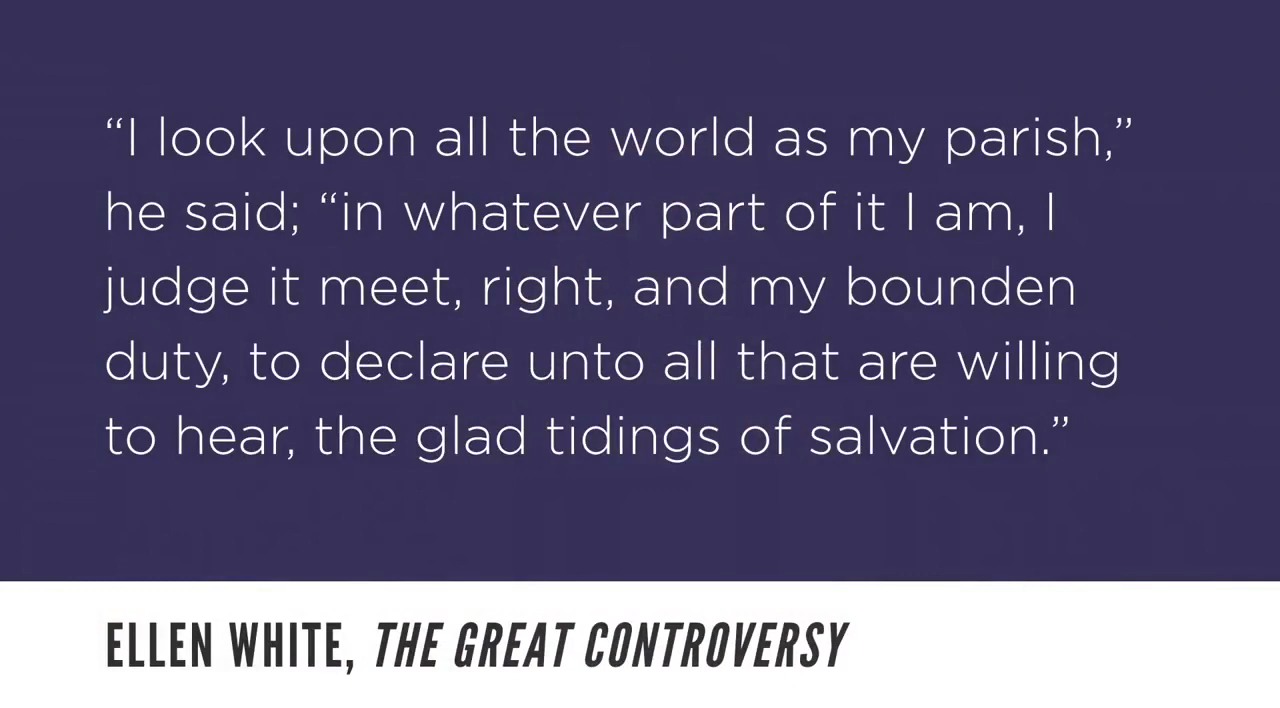 “I look upon all the world as my parish,”
he said; “in whatever part of it I am, I
judge it meet, right, and my bounden
duty, to declare unto all that are willing
to hear, the glad tidings of salvation.”
ELLEN WHITE, THE GREAT CONTROVERSY